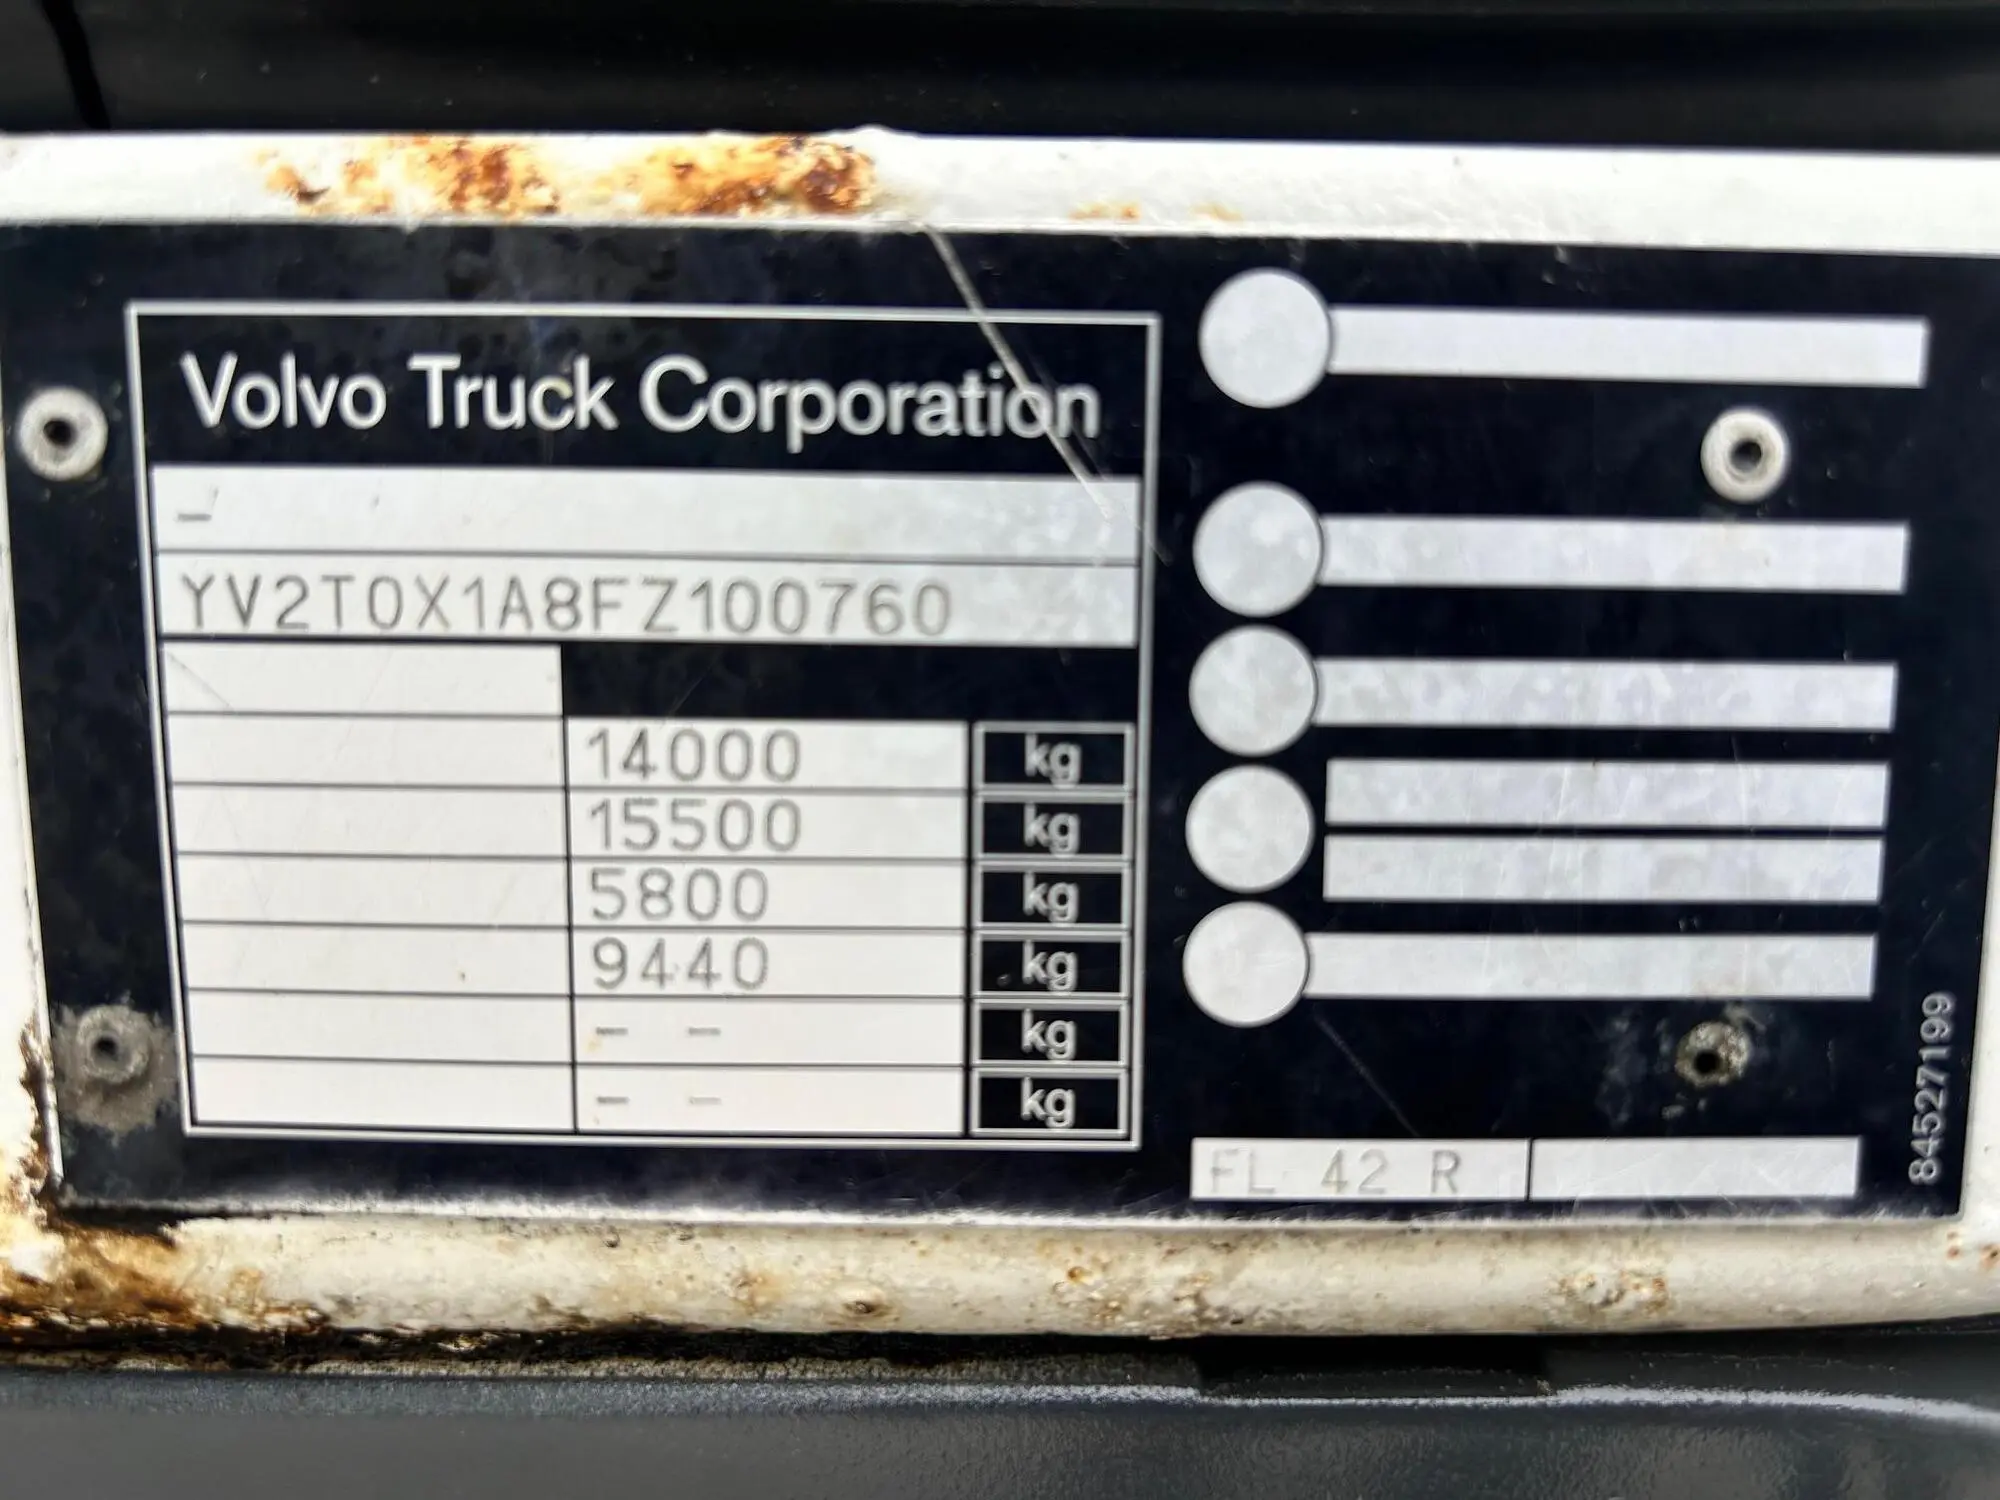 Volvo Truck Corporation
–
YV2T0X1A8FZ100760
14000 kg
15500 kg
5800 kg
9440 kg
– – kg
– – kg
FL 42 R
84527199